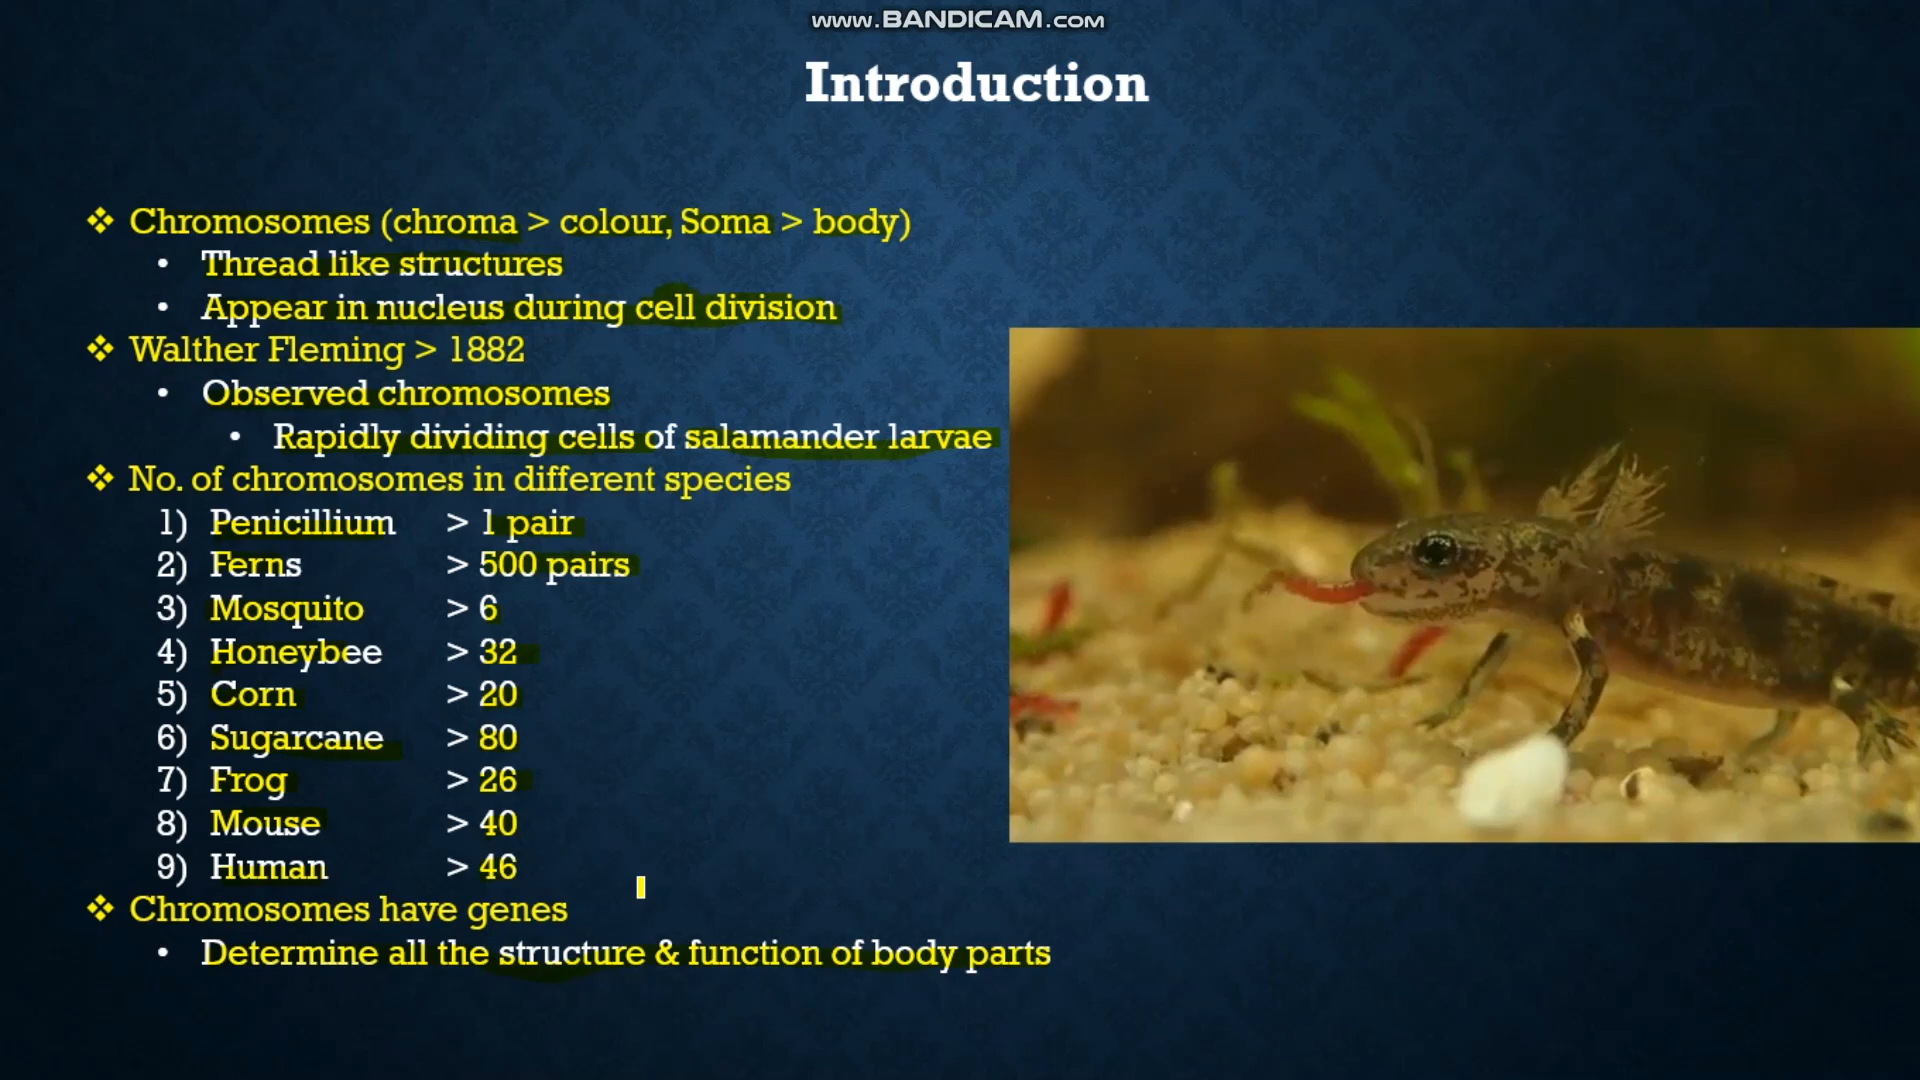 www.BANDICAM.com
Introduction
❖ Chromosomes (chroma > colour, Soma > body)
• Thread like structures
• Appear in nucleus during cell division
❖ Walther Fleming > 1882
• Observed chromosomes
• Rapidly dividing cells of salamander larvae
❖ No. of chromosomes in different species
1) Penicillium > 1 pair
2) Ferns > 500 pairs
3) Mosquito > 6
4) Honeybee > 32
5) Corn > 20
6) Sugarcane > 80
7) Frog > 26
8) Mouse > 40
9) Human > 46
❖ Chromosomes have genes
• Determine all the structure & function of body parts